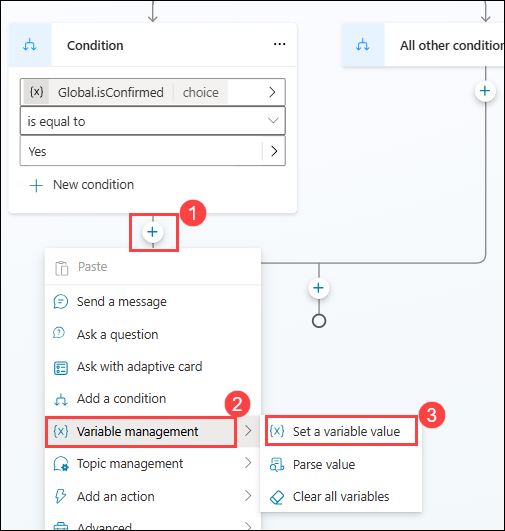 Condition
...
All other condition
{x} Global.isConfirmed choice
is equal to
Yes
New condition
1
Paste
Send a message
Ask a question
Ask with adaptive card
Add a condition
2
3
{x} Variable management
{x} Set a variable value
Topic management
Parse value
Add an action
Clear all variables
Advanced